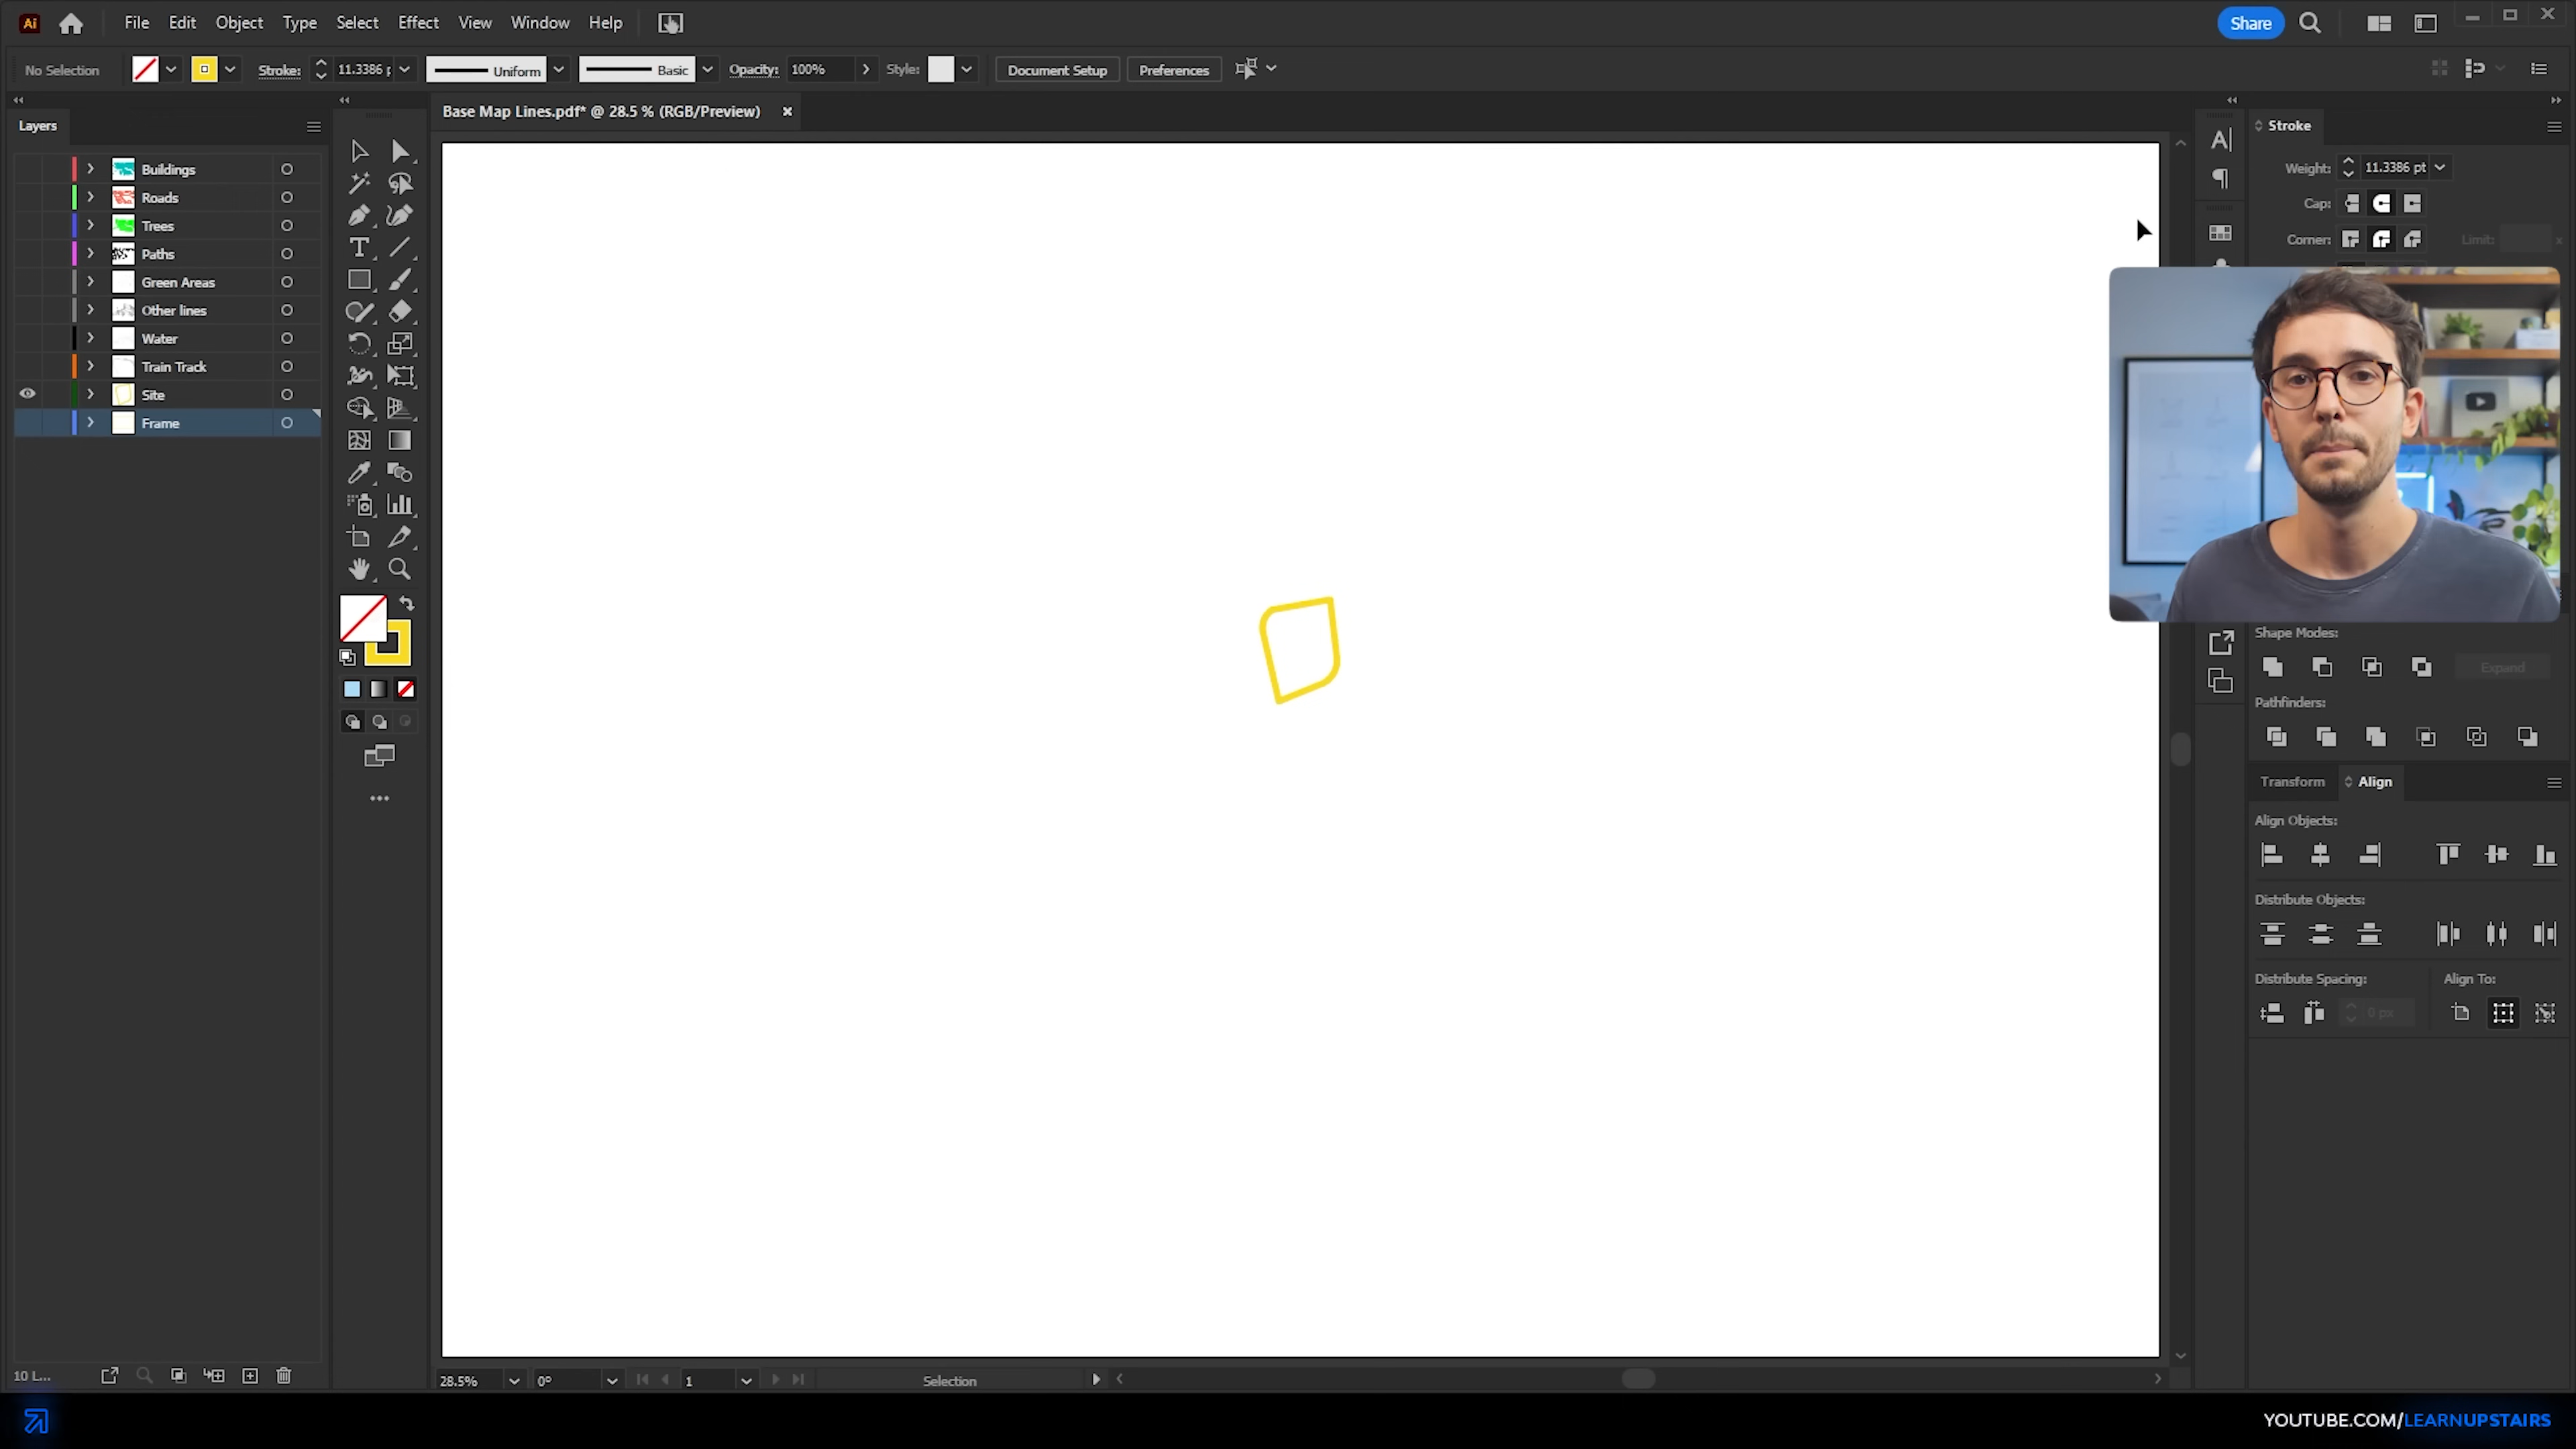 Ai File Edit Object Type Select Effect View Window Help Share
No Selection Stroke: 11.3386 Uniform Basic Opacity: 100% Style: Document Setup Preferences
Layers
Buildings
Roads
Trees
Paths
Green Areas
Other lines
Water
Train Track
Site
Frame
10 L...
Base Map Lines.pdf* @ 28.5 % (RGB/Preview)
28.5% 0° 1 Selection
Stroke
Weight: 11.3386 pt
Cap:
Corner: Limit: x
Shape Modes:
Expand
Pathfinders:
Transform Align
Align Objects:
Distribute Objects:
Distribute Spacing: Align To:
0 px
YOUTUBE.COM/LEARNUPSTAIRS